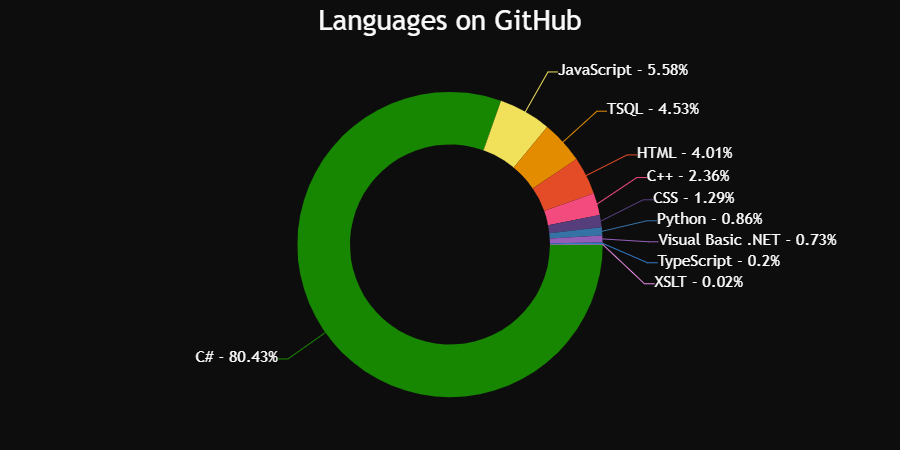 Languages on GitHub
JavaScript - 5.58%
TSQL - 4.53%
HTML - 4.01%
C++ - 2.36%
CSS - 1.29%
Python - 0.86%
Visual Basic .NET - 0.73%
TypeScript - 0.2%
XSLT - 0.02%
C# - 80.43%